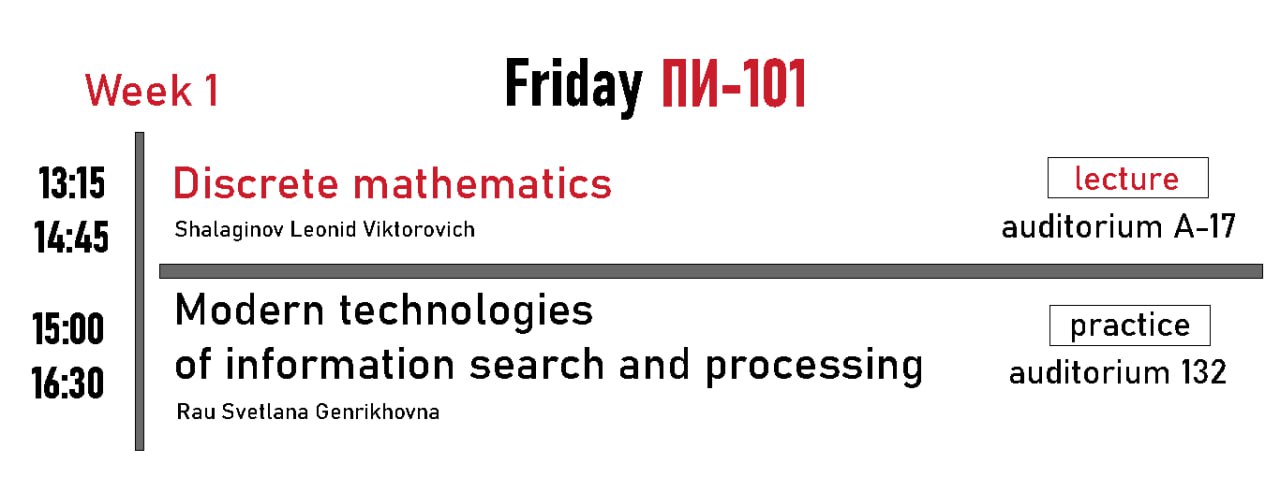 Week 1
Friday ПИ-101
13:15
14:45
Discrete mathematics
Shalaginov Leonid Viktorovich
lecture
auditorium A-17
15:00
16:30
Modern technologies
of information search and processing
Rau Svetlana Genrikhovna
practice
auditorium 132